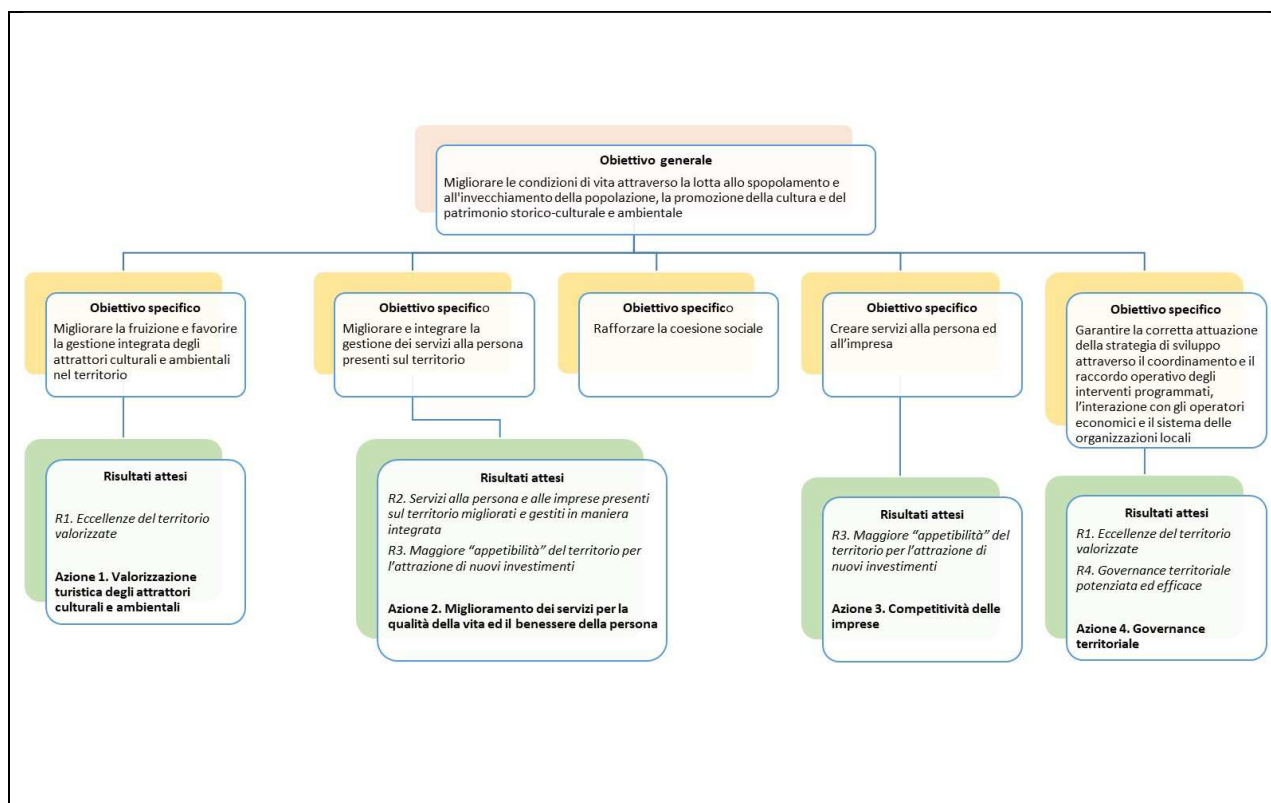 Obiettivo generale
Migliorare le condizioni di vita attraverso la lotta allo spopolamento e
all'invecchiamento della popolazione, la promozione della cultura e del
patrimonio storico-culturale e ambientale
Obiettivo specifico
Migliorare la fruizione e favorire
la gestione integrata degli
attrattori culturali e ambientali
nel territorio
Obiettivo specifico
Migliorare e integrare la
gestione dei servizi alla persona
presenti sul territorio
Obiettivo specifico
Rafforzare la coesione sociale
Obiettivo specifico
Creare servizi alla persona ed
all’impresa
Obiettivo specifico
Garantire la corretta attuazione
della strategia di sviluppo
attraverso il coordinamento e il
raccordo operativo degli
interventi programmati,
l’interazione con gli operatori
economici e il sistema delle
organizzazioni locali
Risultati attesi
R1. Eccellenze del territorio
valorizzate
Azione 1. Valorizzazione
turistica degli attrattori
culturali e ambientali
Risultati attesi
R2. Servizi alla persona e alle imprese presenti
sul territorio migliorati e gestiti in maniera
integrata
R3. Maggiore “appetibilità” del territorio per
l’attrazione di nuovi investimenti
Azione 2. Miglioramento dei servizi per la
qualità della vita ed il benessere della persona
Risultati attesi
R3. Maggiore “appetibilità” del
territorio per l’attrazione di
nuovi investimenti
Azione 3. Competitività delle
imprese
Risultati attesi
R1. Eccellenze del territorio
valorizzate
R4. Governance territoriale
potenziata ed efficace
Azione 4. Governance
territoriale